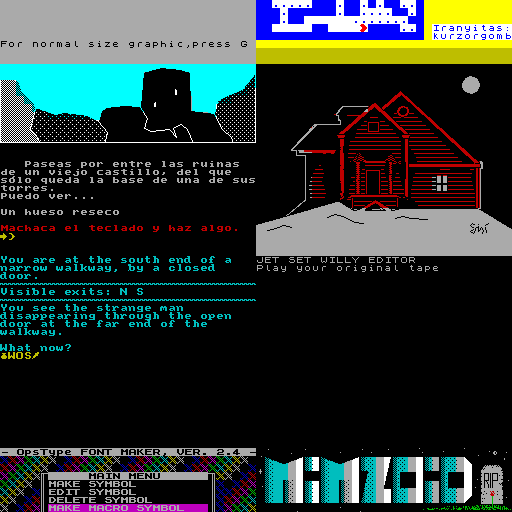 For normal size graphic,press G
Iranyitas:
kurzorgomb
Paseas por entre las ruinas
de un viejo castillo, del que
sólo queda la base de una de sus
torres.
Puedo ver...
Un hueso reseco
Machaca el teclado y haz algo.
JET SET WILLY EDITOR
Play your original tape
You are at the south end of a
narrow walkway, by a closed
door.
Visible exits: N S
You see the strange man
disappearing through the open
door at the far end of the
walkway.
What now?
- OpsType FONT MAKER, VER. 2.4 -
MAIN MENU
MAKE SYMBOL
EDIT SYMBOL
DELETE SYMBOL
MAKE MACRO SYMBOL
RIP